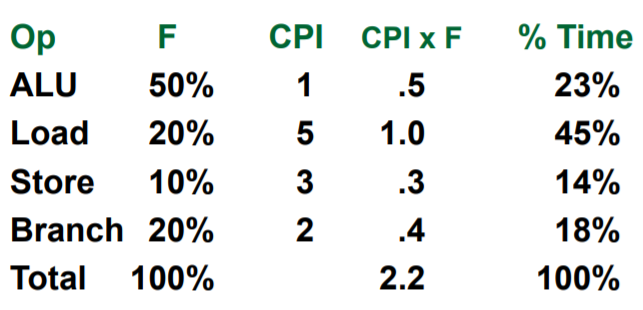 Op F CPI CPI x F % Time
ALU 50% 1 .5 23%
Load 20% 5 1.0 45%
Store 10% 3 .3 14%
Branch 20% 2 .4 18%
Total 100% 2.2 100%